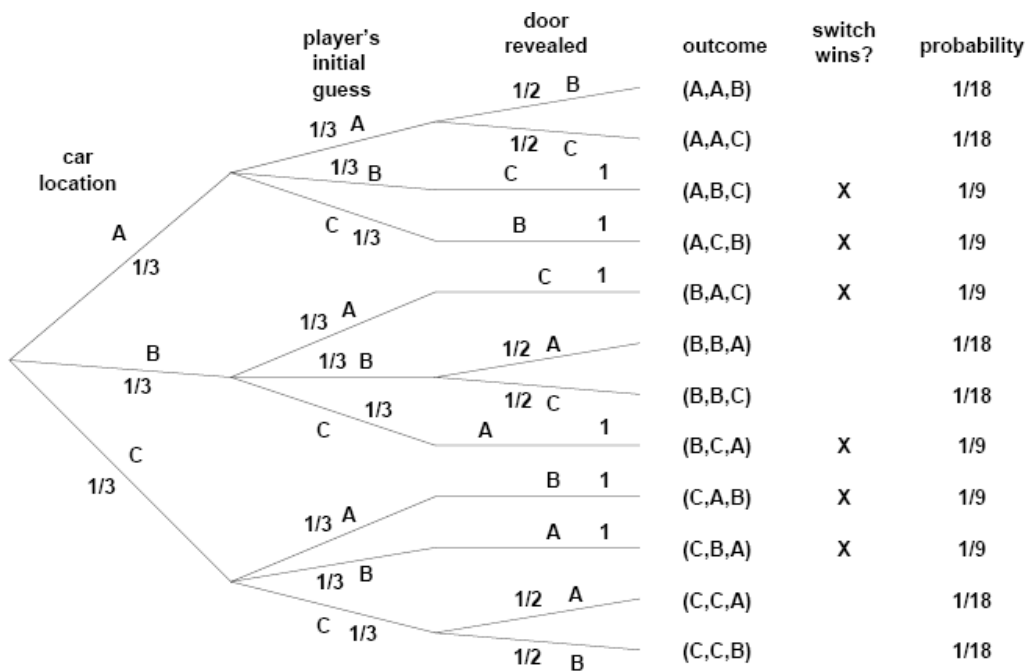 player's
initial
guess
door
revealed
outcome
switch
wins?
probability
car
location
A
1/3
B
1/3
C
1/3
1/3 A
1/3 B
C 1/3
1/2 B
1/2 C
C 1
B 1
(A,A,B) 1/18
(A,A,C) 1/18
(A,B,C) X 1/9
(A,C,B) X 1/9
1/3 A
1/3 B
1/3
C
C 1
1/2 A
1/2 C
A 1
(B,A,C) X 1/9
(B,B,A) 1/18
(B,B,C) 1/18
(B,C,A) X 1/9
1/3 A
1/3 B
C 1/3
B 1
A 1
1/2 A
1/2 B
(C,A,B) X 1/9
(C,B,A) X 1/9
(C,C,A) 1/18
(C,C,B) 1/18